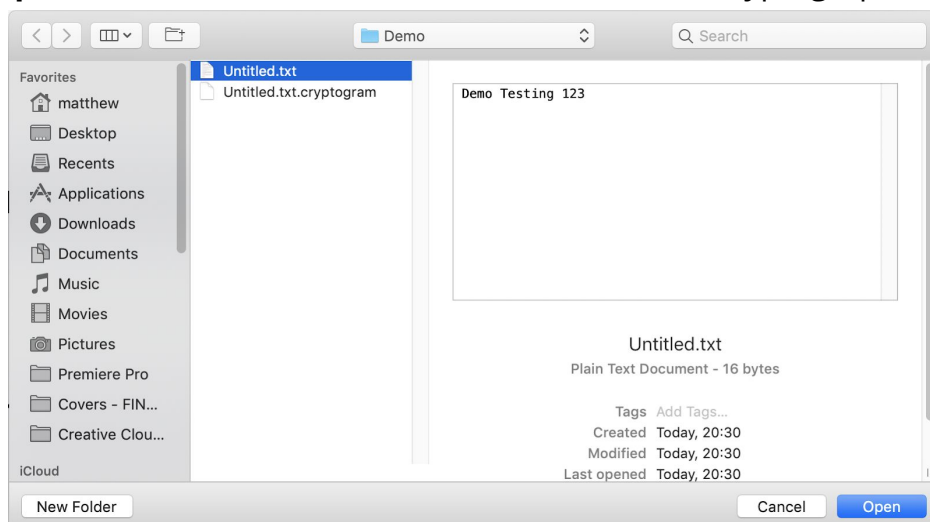 Demo
Search
Favorites
matthew
Desktop
Recents
Applications
Downloads
Documents
Music
Movies
Pictures
Premiere Pro
Covers - FIN...
Creative Clou...
iCloud
Untitled.txt
Untitled.txt.cryptogram
Demo Testing 123
Untitled.txt
Plain Text Document - 16 bytes
Tags Add Tags...
Created Today, 20:30
Modified Today, 20:30
Last opened Today, 20:30
New Folder
Cancel
Open